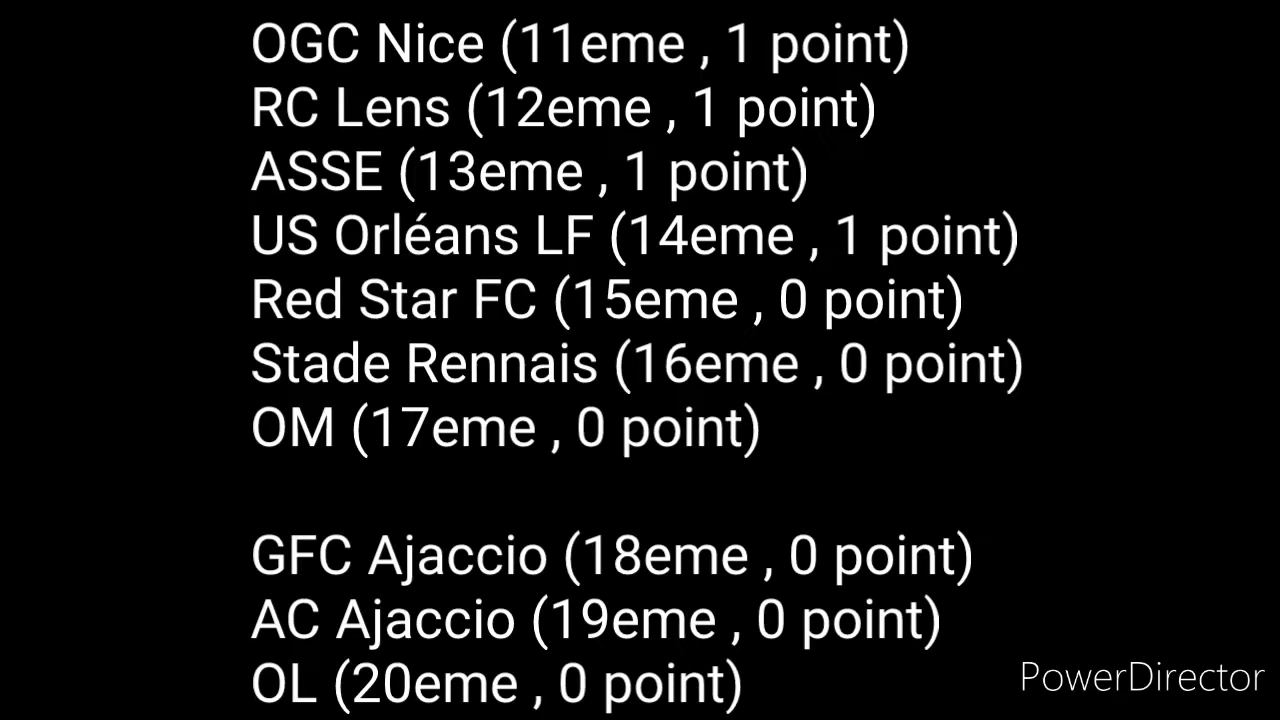 OGC Nice (11eme , 1 point)
RC Lens (12eme , 1 point)
ASSE (13eme , 1 point)
US Orléans LF (14eme , 1 point)
Red Star FC (15eme , 0 point)
Stade Rennais (16eme , 0 point)
OM (17eme , 0 point)
GFC Ajaccio (18eme , 0 point)
AC Ajaccio (19eme , 0 point)
OL (20eme , 0 point)
PowerDirector